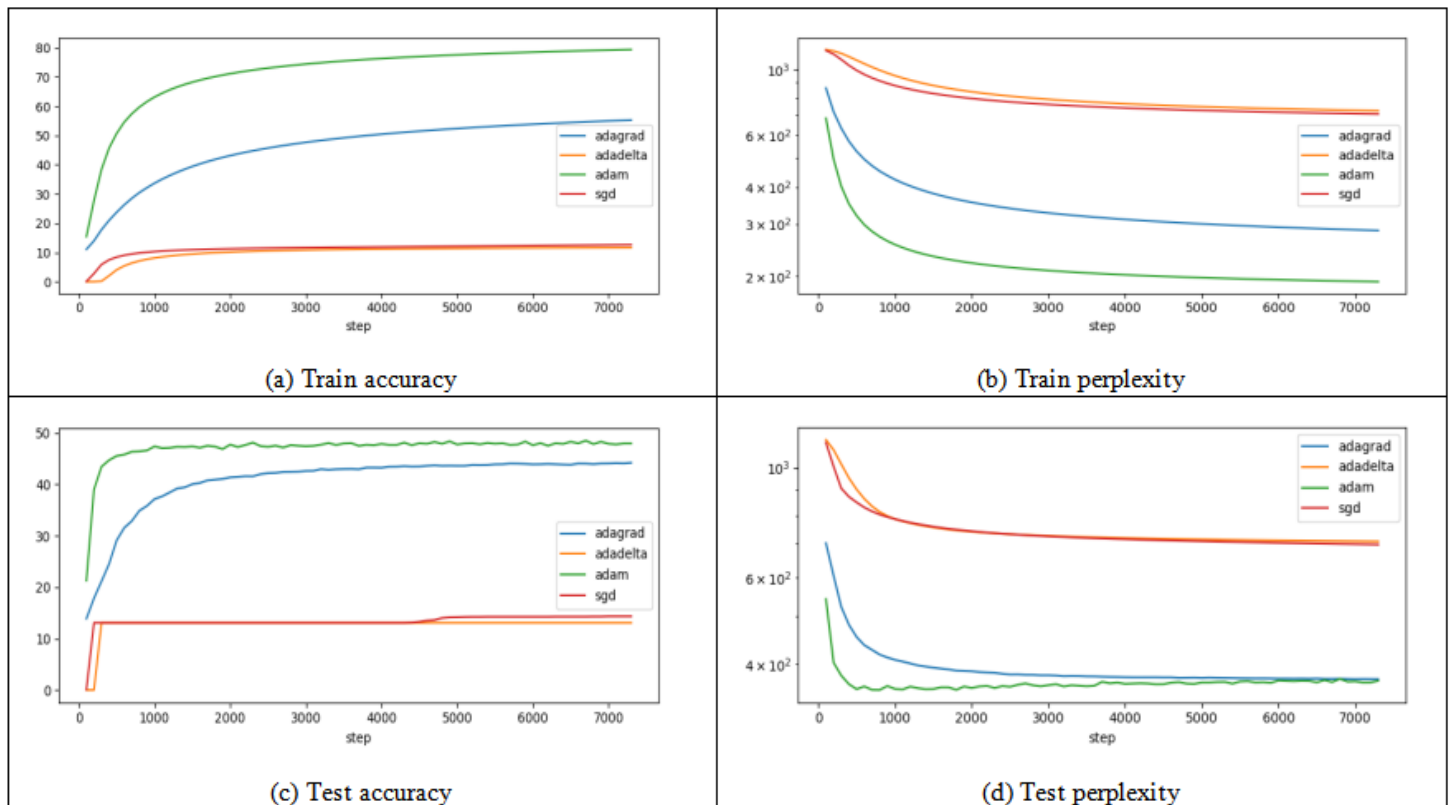 80
70
60
50
40
30
20
10
0
adagrad
adadelta
adam
sgd
0 1000 2000 3000 4000 5000 6000 7000
step
(a) Train accuracy
10³
6 × 10²
4 × 10²
3 × 10²
2 × 10²
adagrad
adadelta
adam
sgd
0 1000 2000 3000 4000 5000 6000 7000
step
(b) Train perplexity
50
40
30
20
10
0
adagrad
adadelta
adam
sgd
0 1000 2000 3000 4000 5000 6000 7000
step
(c) Test accuracy
10³
6 × 10²
4 × 10²
adagrad
adadelta
adam
sgd
0 1000 2000 3000 4000 5000 6000 7000
step
(d) Test perplexity